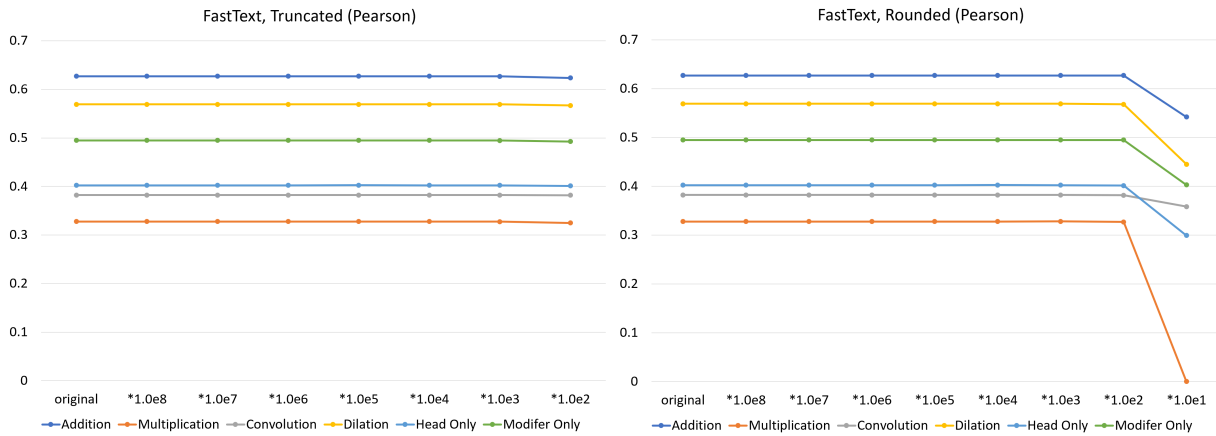 FastText, Truncated (Pearson)
0.7
0.6
0.5
0.4
0.3
0.2
0.1
0
original *1.0e8 *1.0e7 *1.0e6 *1.0e5 *1.0e4 *1.0e3 *1.0e2
Addition Multiplication Convolution Dilation Head Only Modifer Only
FastText, Rounded (Pearson)
0.7
0.6
0.5
0.4
0.3
0.2
0.1
0
original *1.0e8 *1.0e7 *1.0e6 *1.0e5 *1.0e4 *1.0e3 *1.0e2 *1.0e1
Addition Multiplication Convolution Dilation Head Only Modifer Only